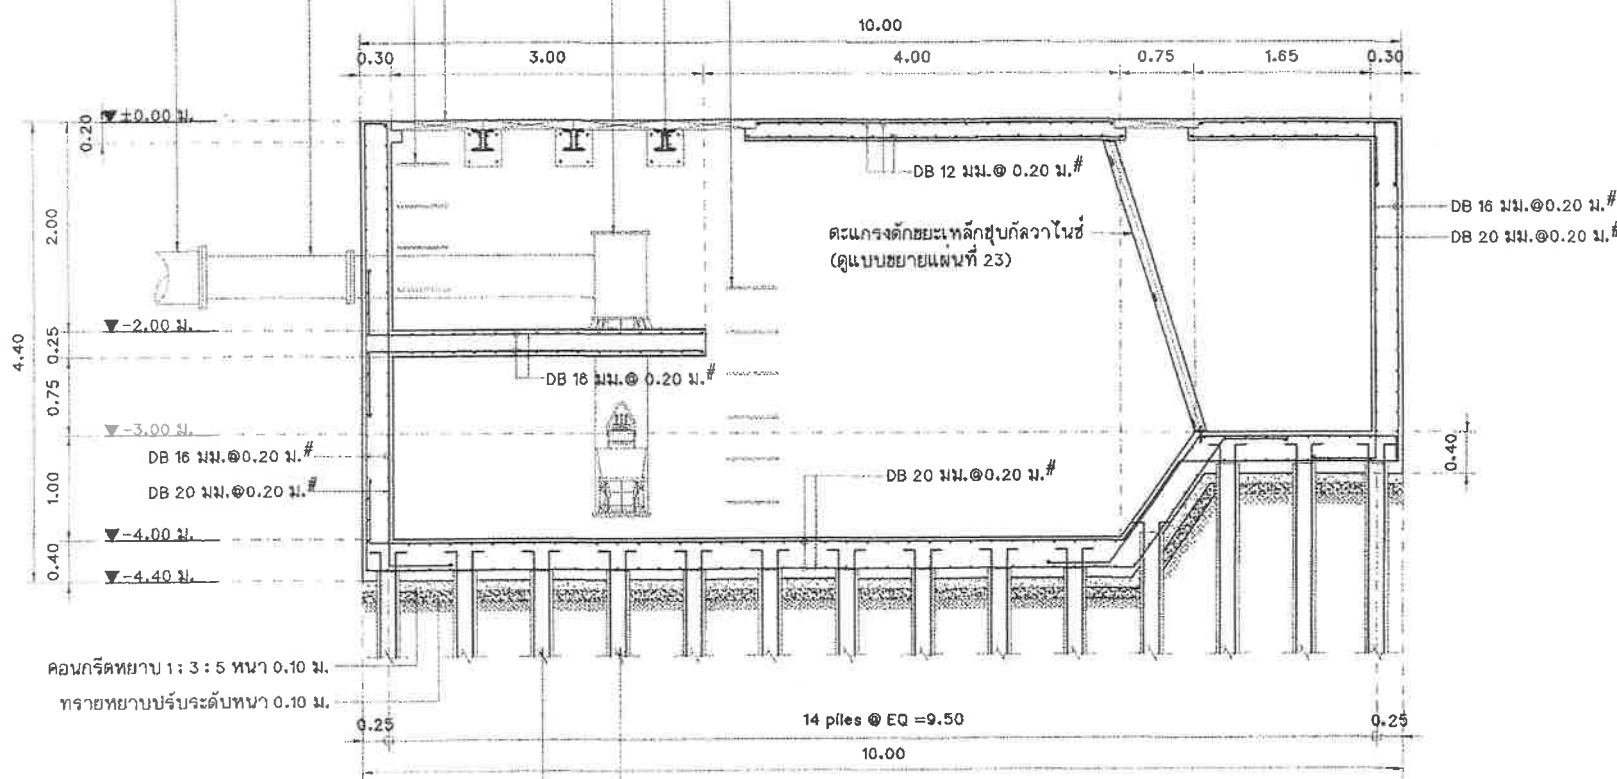 10.00
0.30 3.00 4.00 0.75 1.65 0.30
▼±0.00 ม.
0.20
DB 12 มม.@ 0.20 ม.#
DB 16 มม.@0.20 ม.#
DB 20 มม.@0.20 ม.#
2.00
ตะแกรงดักขยะเหล็กชุบกัลวาไนซ์
(ดูแบบขยายแผ่นที่ 23)
▼-2.00 ม.
4.40
0.25
DB 16 มม.@ 0.20 ม.#
0.75
▼-3.00 ม.
0.40
DB 16 มม.@0.20 ม.#
DB 20 มม.@0.20 ม.#
1.00
DB 20 มม.@0.20 ม.#
▼-4.00 ม.
0.40
▼-4.40 ม.
คอนกรีตหยาบ 1 : 3 : 5 หนา 0.10 ม.
ทรายหยาบปรับระดับหนา 0.10 ม.
0.25 14 piles @ EQ =9.50 0.25
10.00